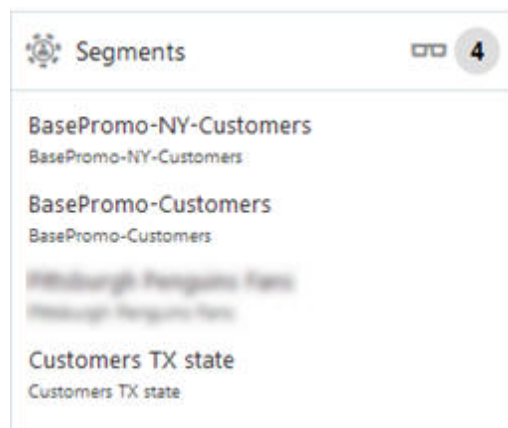 Segments 4
BasePromo-NY-Customers
BasePromo-NY-Customers
BasePromo-Customers
BasePromo-Customers
Customers TX state
Customers TX state